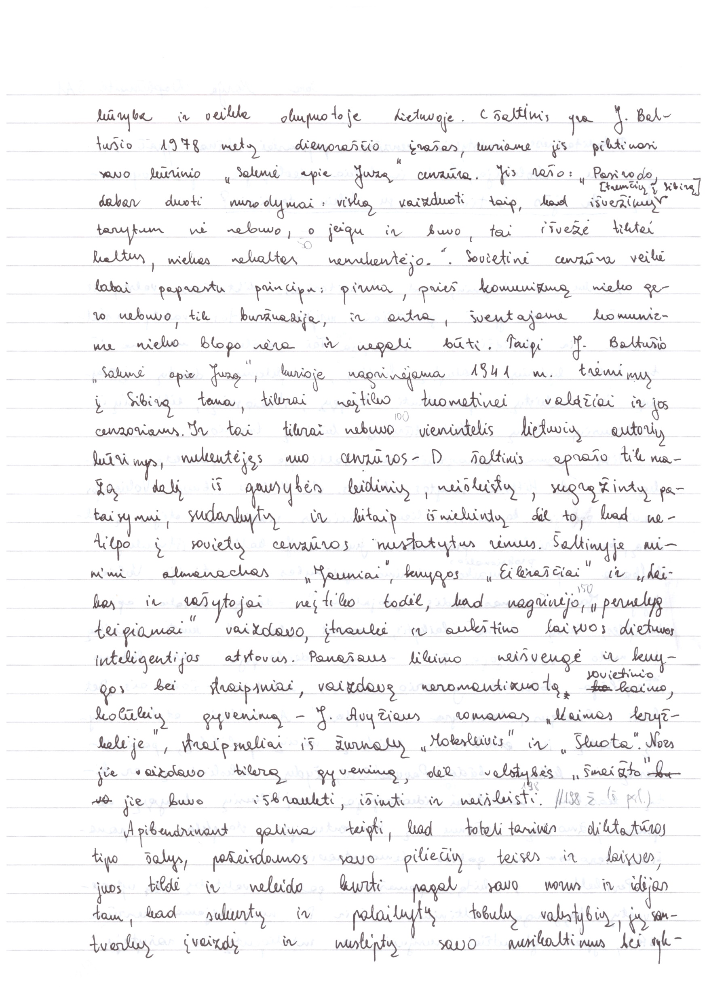 kūryba ir veikla okupuotoje Lietuvoje. C šaltinis yra J. Bal-
tušio 1978 metų dienoraščio įrašas, kuriame jis piktinasi
savo kūrinio „Sakmė apie Juzą“ cenzūra. Jis rašo: „Pasirodo,
[tremčių į Sibirą]
dabar duoti nurodymai: viską vaizduoti taip, kad išvežimų
tarytum nė nebuvo, o jeigu ir buvo, tai išvežė tiktai
50
kaltus, niekas nekaltas nenukentėjo.“. Sovietinė cenzūra veikė
labai paprastu principu: pirma, prieš komunizmą nieko ge-
ro nebuvo, tik buržuazija, ir antra, šventajame komuniz-
me nieko blogo nėra ir negali būti. Taigi J. Baltušio
„Sakmė apie Juzą“, kurioje nagrinėjama 1941 m. trėmimų
į Sibirą tema, tikrai neįtiko tuometinei valdžiai ir jos
100
cenzoriams. Ir tai tikrai nebuvo vienintelis lietuvių autorių
kūrinys, nukentėjęs nuo cenzūros - D šaltinis aprašo tik ma-
žą dalį iš gausybės leidinių, neišleistų, sugrąžintų pa-
taisymui, sudarkytų ir kitaip išniekintų dėl to, kad ne-
tilpo į sovietų cenzūros nustatytus rėmus. Šaltinyje mi-
nimi almanachas „Jauniai“, knygos „Eilėraščiai“ ir „Lai-
150
kas ir rašytojai neįtiko todėl, kad nagrinėjo, „pernelyg
teigiamai“ vaizdavo, įtraukė ir aukštino laisvos Lietuvos
inteligentijos atstovus. Panašaus likimo neišvengė ir kny-
sovietinio
gos bei straipsniai, vaizdavę neromantizuotą ka kaimo,
kolūkių gyvenimą - J. Avyžiaus romanas „Kaimas kryž-
kelėje“, straipsneliai iš žurnalų „Moksleivis“ ir „Šluota“. Nors
jie vaizdavo tikrą gyvenimą, dėl valstybės „šmeižto“ bu
198
vo jie buvo išbraukti, išimti ir neišleisti. //198 ž. (š psl.)
Apibendrinant galima teigti, kad totalitarinės diktatūros
tipo šalys, pažeisdamos savo piliečių teises ir laisves,
juos tildė ir neleido kurti pagal savo norus ir idėjas
tam, kad sukurtų ir palaikytų tobulų valstybių, jų san-
tvarkų įvaizdį ir nuslėptų savo nusikaltimus bei syk-